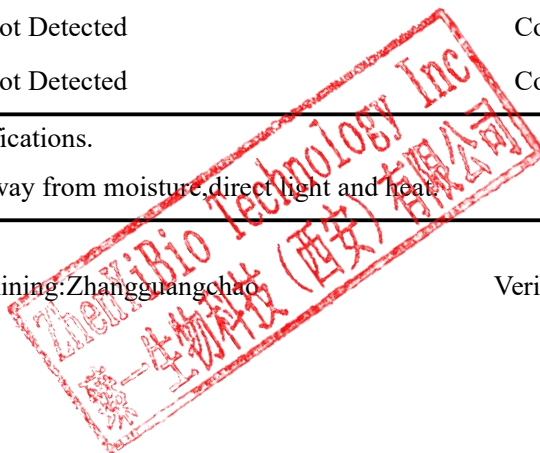 ot Detected Co
ot Detected Co
ications.
way from moisture,direct light and heat.
ining:Zhangguangchao Veri
ZhenYiBio Technology Inc
臻一生物科技（西安）有限公司